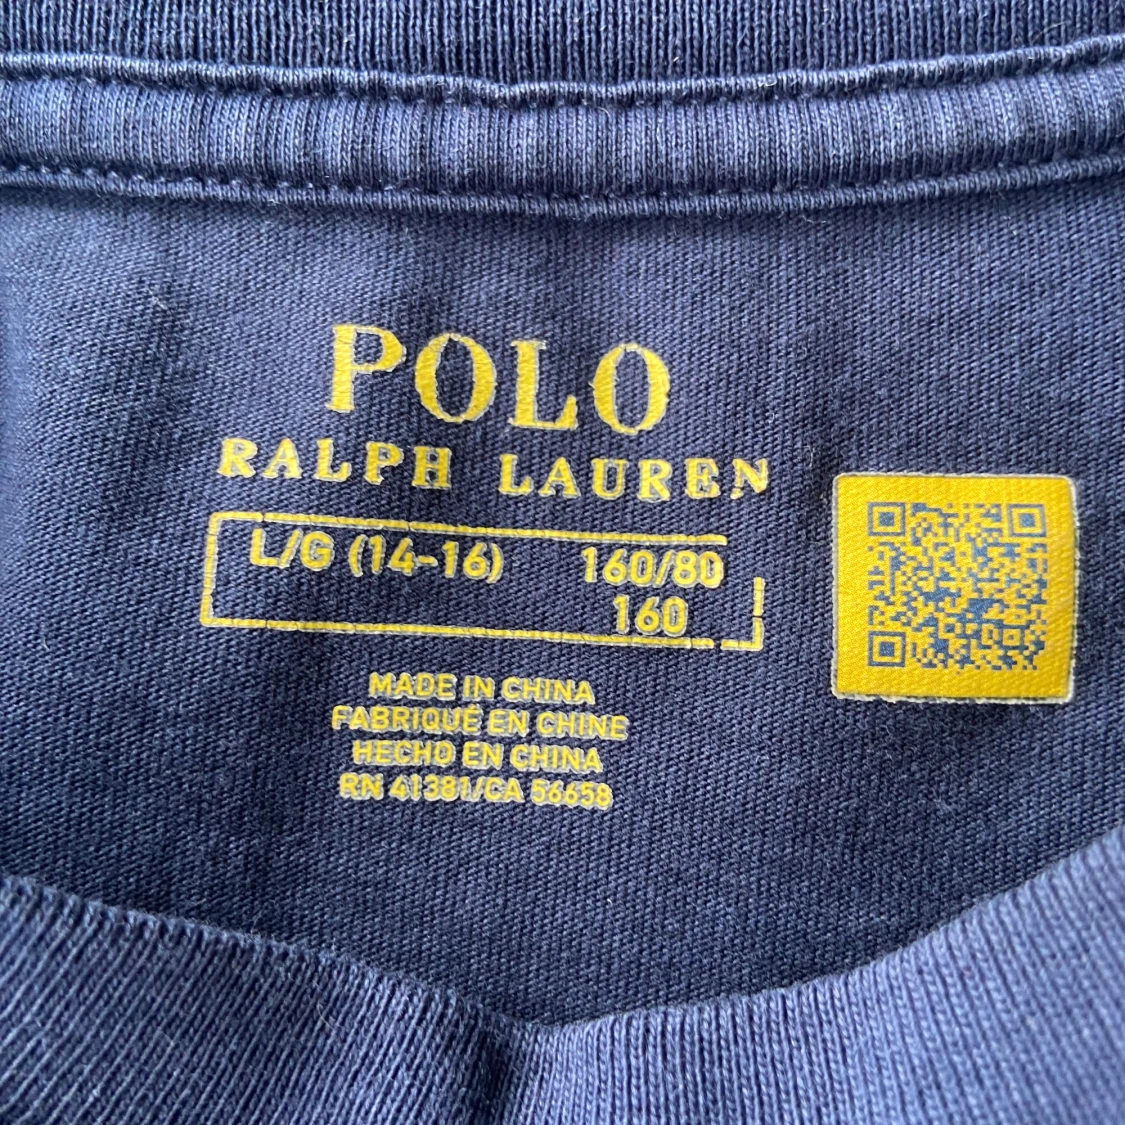 POLO
RALPH LAUREN
L/G (14-16) 160/80
160
MADE IN CHINA
FABRIQUÉ EN CHINE
HECHO EN CHINA
RN 41381/CA 56658